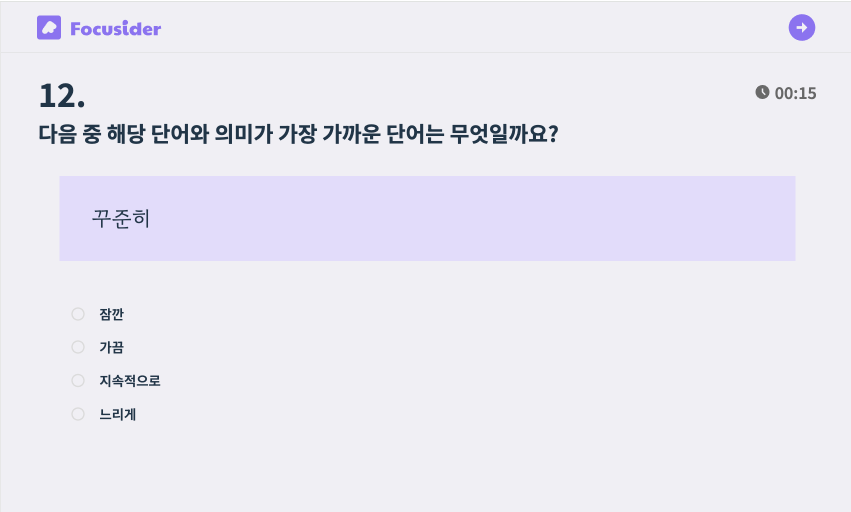 Focusider
12.
00:15
다음 중 해당 단어와 의미가 가장 가까운 단어는 무엇일까요?
꾸준히
잠깐
가끔
지속적으로
느리게